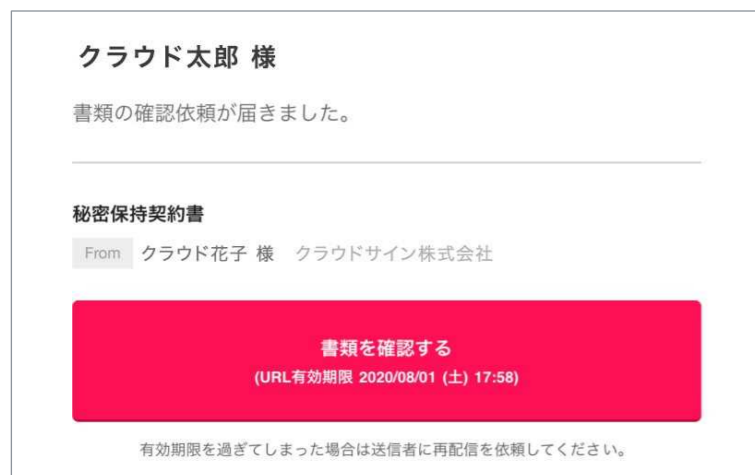 クラウド太郎 様
書類の確認依頼が届きました。
秘密保持契約書
From クラウド花子 様 クラウドサイン株式会社
書類を確認する
(URL有効期限 2020/08/01 (土) 17:58)
有効期限を過ぎてしまった場合は送信者に再配信を依頼してください。